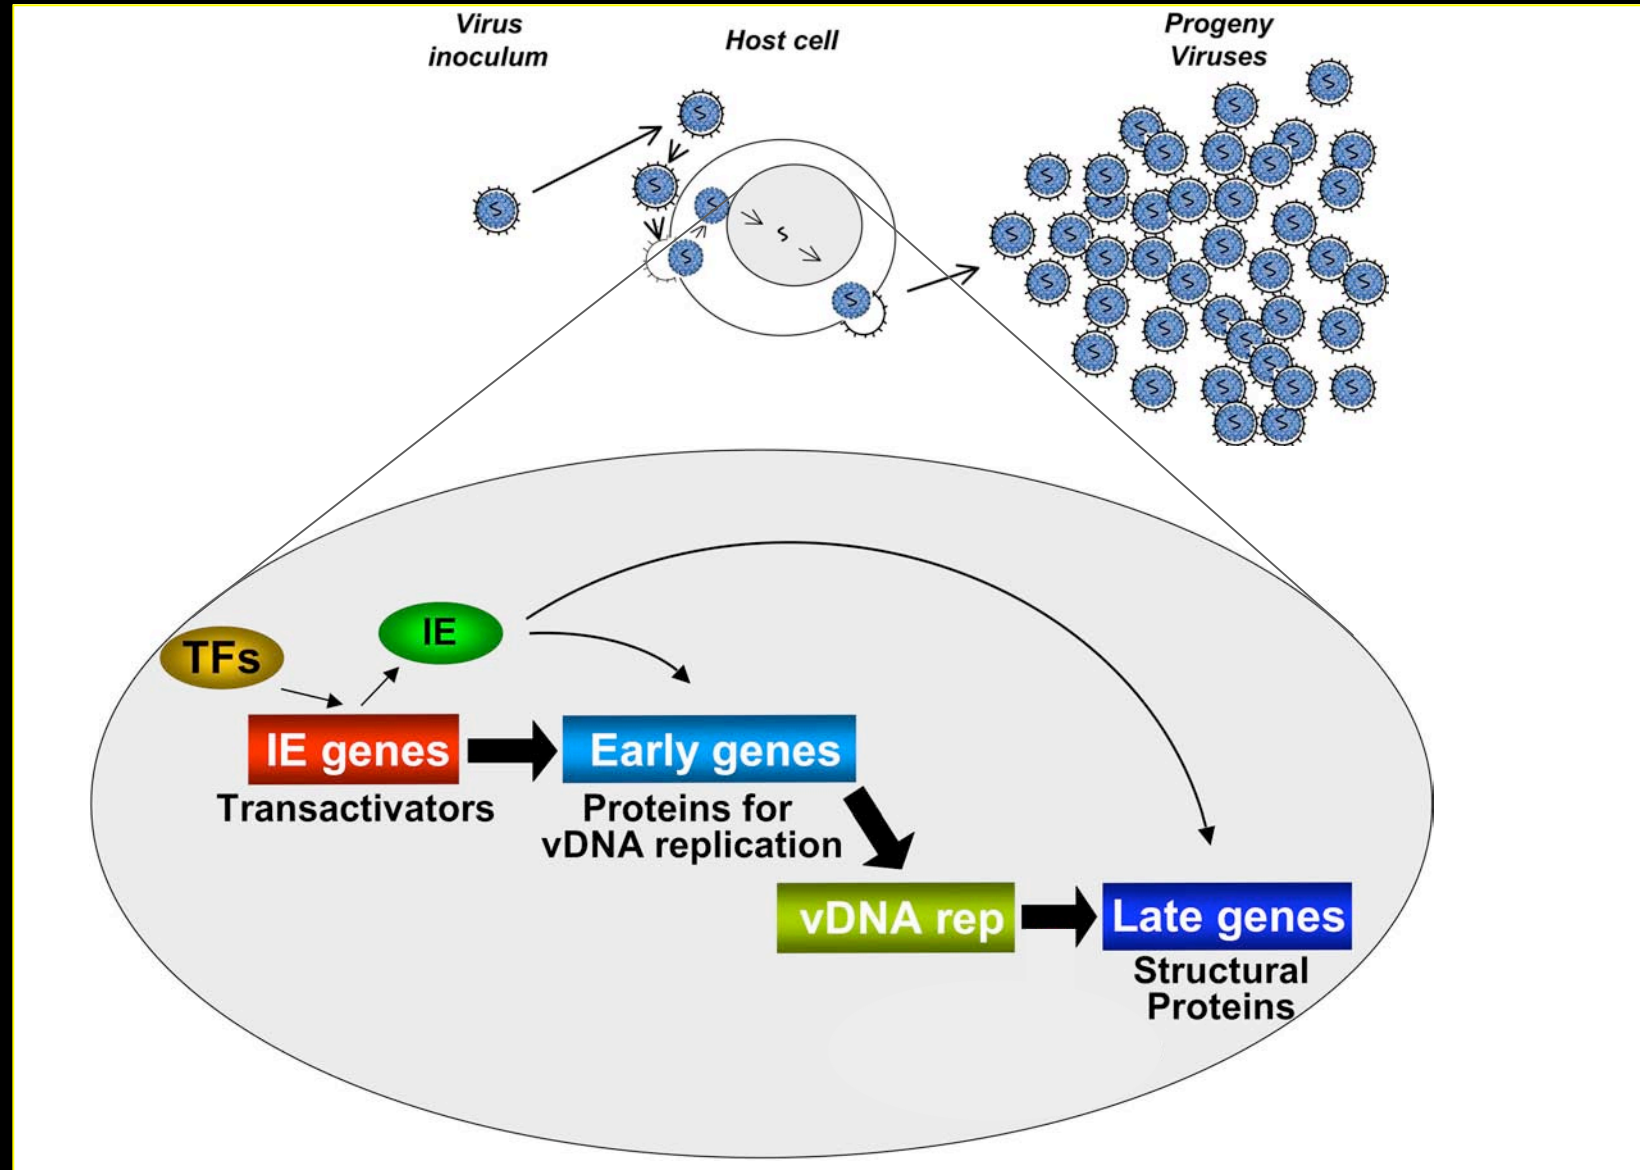 Virus
inoculum
Host cell
Progeny
Viruses
TFs
IE
IE genes
Transactivators
Early genes
Proteins for
vDNA replication
vDNA rep
Late genes
Structural
Proteins